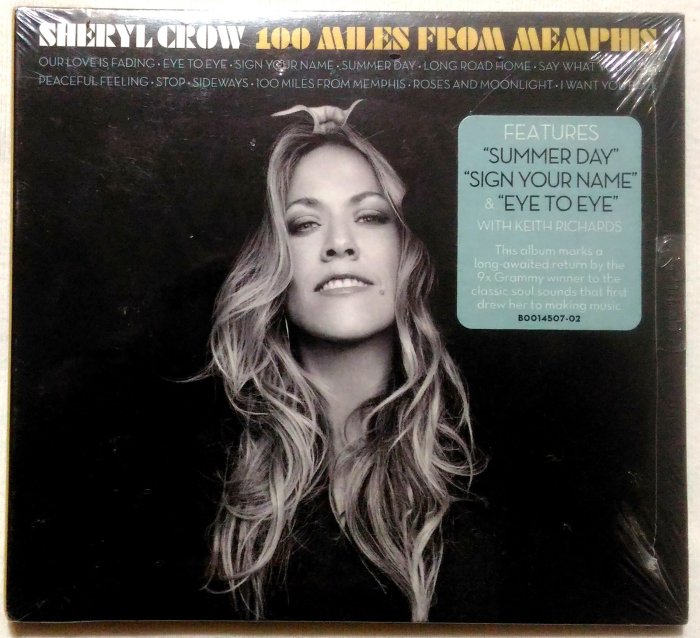 SHERYL CROW 100 MILES FROM MEMPHIS
OUR LOVE IS FADING · EYE TO EYE · SIGN YOUR NAME · SUMMER DAY · LONG ROAD HOME · SAY WHAT
PEACEFUL FEELING · STOP · SIDEWAYS · 100 MILES FROM MEMPHIS · ROSES AND MOONLIGHT · I WANT YOU
FEATURES
"SUMMER DAY"
"SIGN YOUR NAME"
& "EYE TO EYE"
WITH KEITH RICHARDS
This album marks a
long-awaited return by the
9x Grammy winner to the
classic soul sounds that first
drew her to making music
B0014507-02